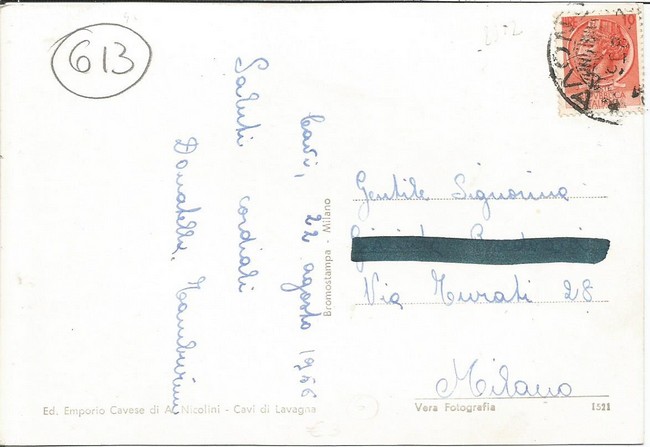 613
Cavi, 22 agosto 1956
Saluti cordiali
Donatella
Gentile Signorina
Via Turati 28
Milano
Bromostampa - Milano
Ed. Emporio Cavese di A. Nicolini - Cavi di Lavagna
Vera Fotografia
1521